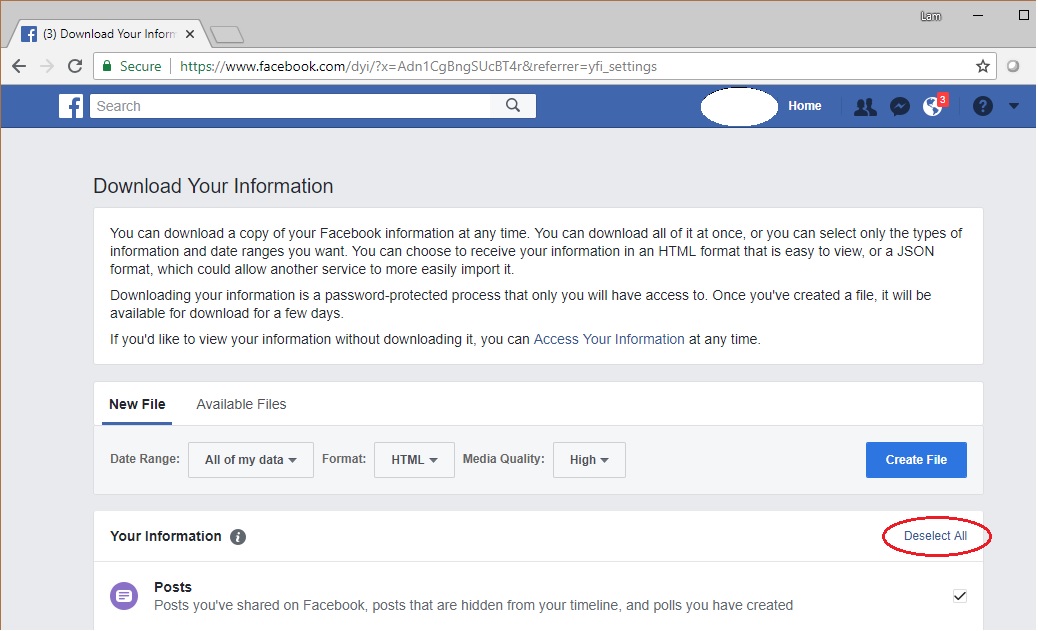 Lam
(3) Download Your Inform
Secure https://www.facebook.com/dyi/?x=Adn1CgBngSUcBT4r&referrer=yfi_settings
Search
Home
3
?
Download Your Information
You can download a copy of your Facebook information at any time. You can download all of it at once, or you can select only the types of
information and date ranges you want. You can choose to receive your information in an HTML format that is easy to view, or a JSON
format, which could allow another service to more easily import it.
Downloading your information is a password-protected process that only you will have access to. Once you've created a file, it will be
available for download for a few days.
If you'd like to view your information without downloading it, you can Access Your Information at any time.
New File Available Files
Date Range: All of my data Format: HTML Media Quality: High Create File
Your Information i Deselect All
Posts
Posts you've shared on Facebook, posts that are hidden from your timeline, and polls you have created